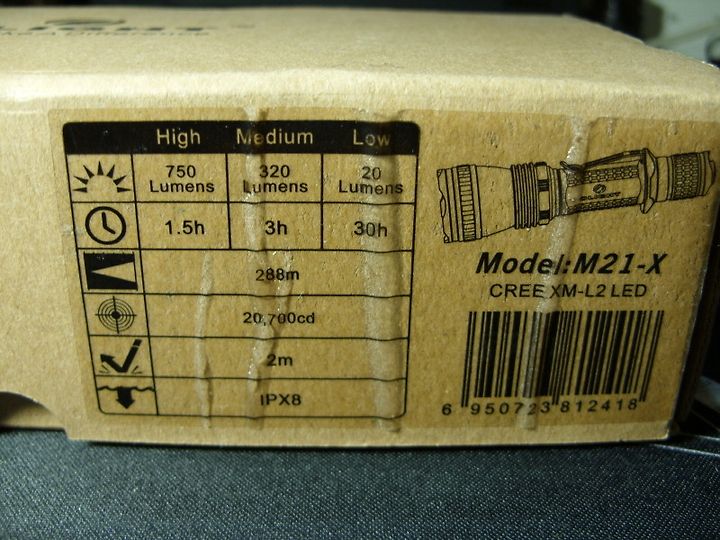 High Medium Low
750 Lumens 320 Lumens 20 Lumens
1.5h 3h 30h
288m
20,700cd
2m
IPX8
OLIGHT
Model:M21-X
CREE XM-L2 LED
6 950723 812418